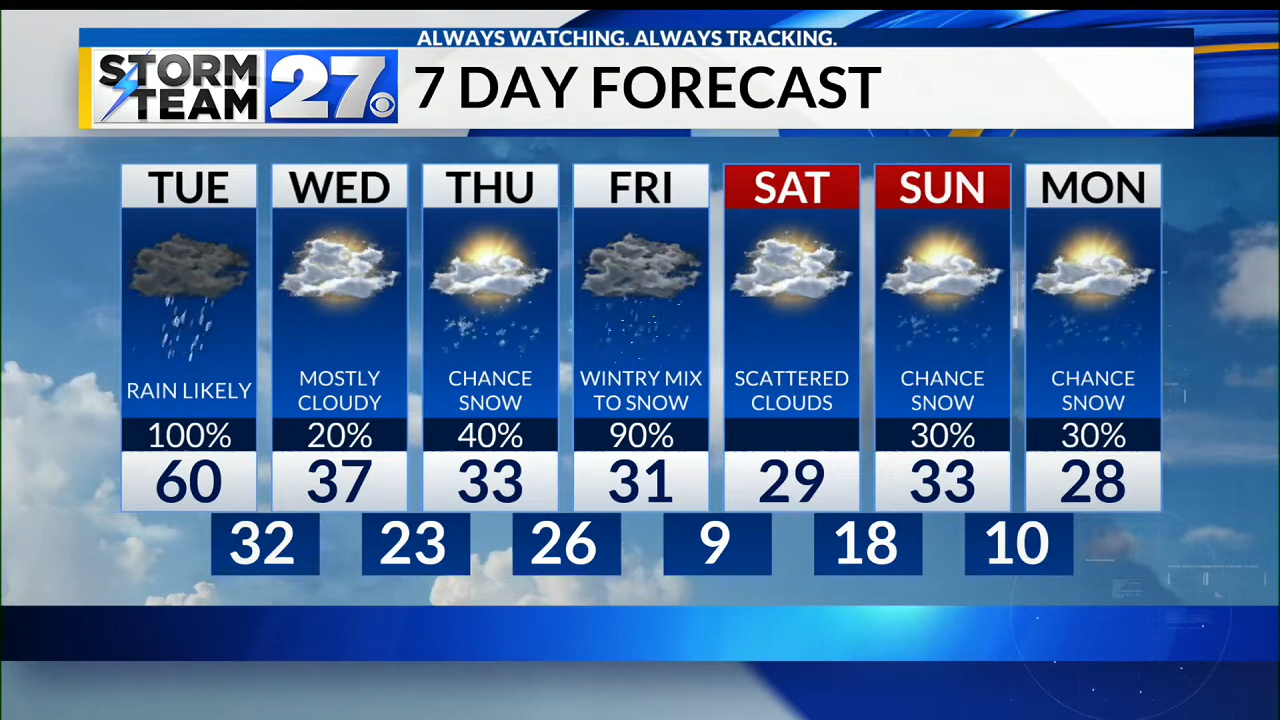 ALWAYS WATCHING. ALWAYS TRACKING.
STORM
TEAM
27
7 DAY FORECAST
TUE WED THU FRI SAT SUN MON
RAIN LIKELY
MOSTLY
CLOUDY
CHANCE
SNOW
WINTRY MIX
TO SNOW
SCATTERED
CLOUDS
CHANCE
SNOW
CHANCE
SNOW
100% 20% 40% 90% 30% 30%
60 37 33 31 29 33 28
32 23 26 9 18 10